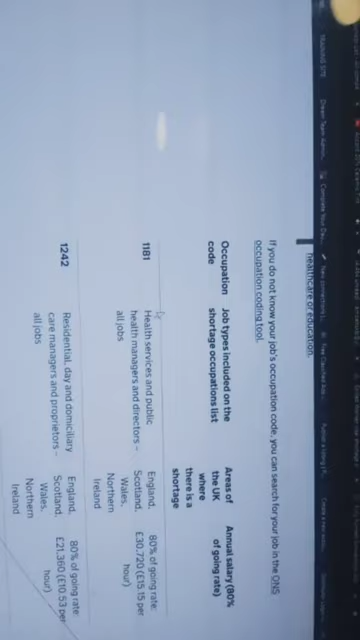 healthcare or education.
If you do not know your job's occupation code, you can search for your job in the ONS
occupation coding tool.
Occupation code
Job types included on the shortage occupations list
Areas of the UK where there is a shortage
Annual salary (80% of going rate)
1181
Health services and public health managers and directors – all jobs
England, Scotland, Wales, Northern Ireland
80% of going rate: £30,720 (£15.15 per hour)
1242
Residential, day and domiciliary care managers and proprietors – all jobs
England, Scotland, Wales, Northern Ireland
80% of going rate: £21,360 (£10.53 per hour)